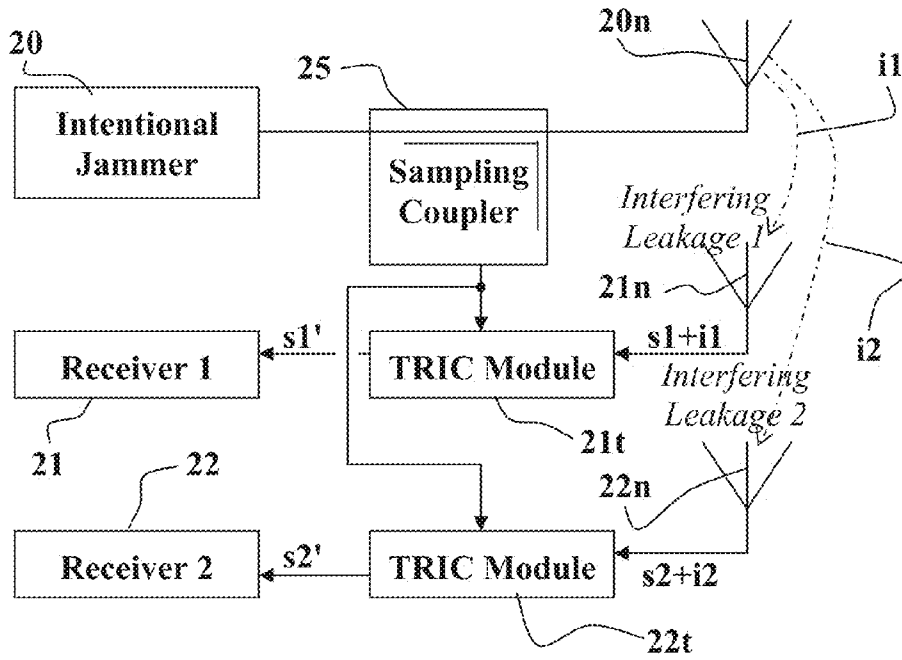 20
25
20n
i1
Intentional
Jammer
Sampling
Coupler
Interfering
Leakage 1
21n
i2
s1'
s1+i1
Receiver 1
TRIC Module
Interfering
Leakage 2
21
22
21t
22n
s2'
s2+i2
Receiver 2
TRIC Module
22t